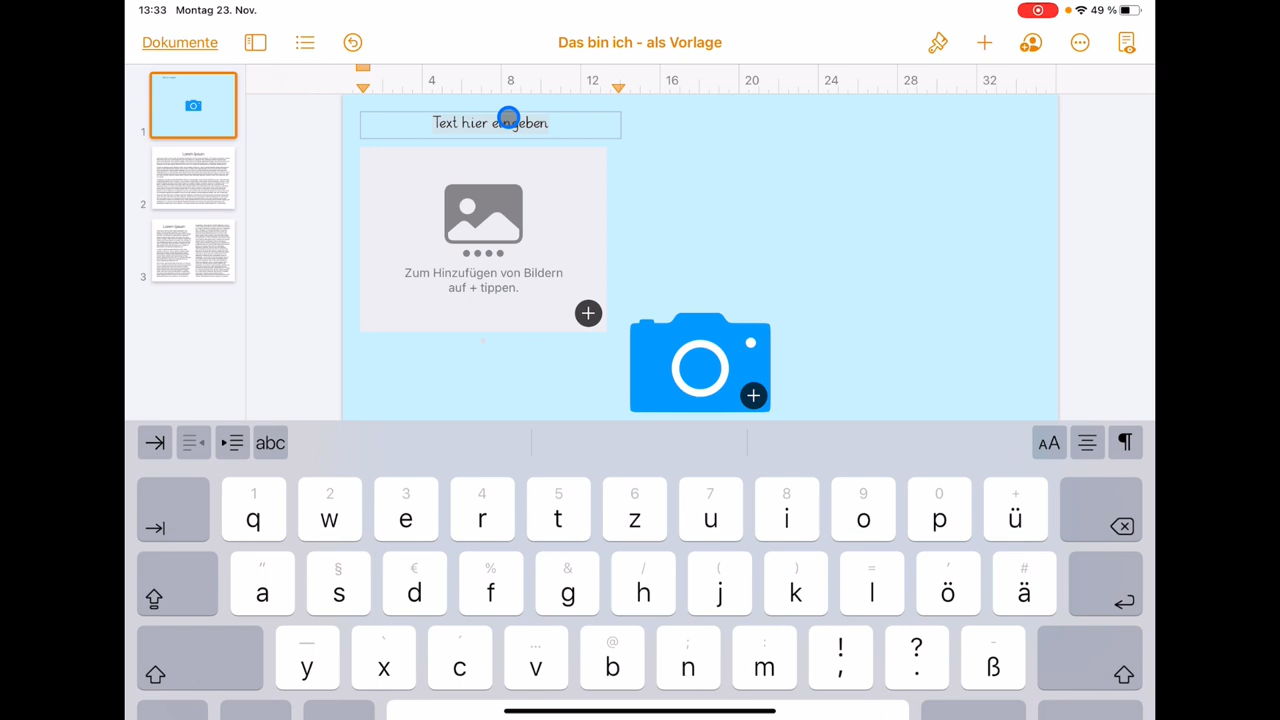 13:33 Montag 23. Nov.
49 %
Dokumente
Das bin ich - als Vorlage
4 8 12 16 20 24 28 32
1
2
3
Lorem Ipsum
Lorem Ipsum
Text hier eingeben
Zum Hinzufügen von Bildern
auf + tippen.
abc
AA
¶
1 2 3 4 5 6 7 8 9 0 +
q w e r t z u i o p ü
" § € % & / ( ) = ' #
a s d f g h j k l ö ä
— ` ´ ... @ ; : ! ? -
y x c v b n m , . ß